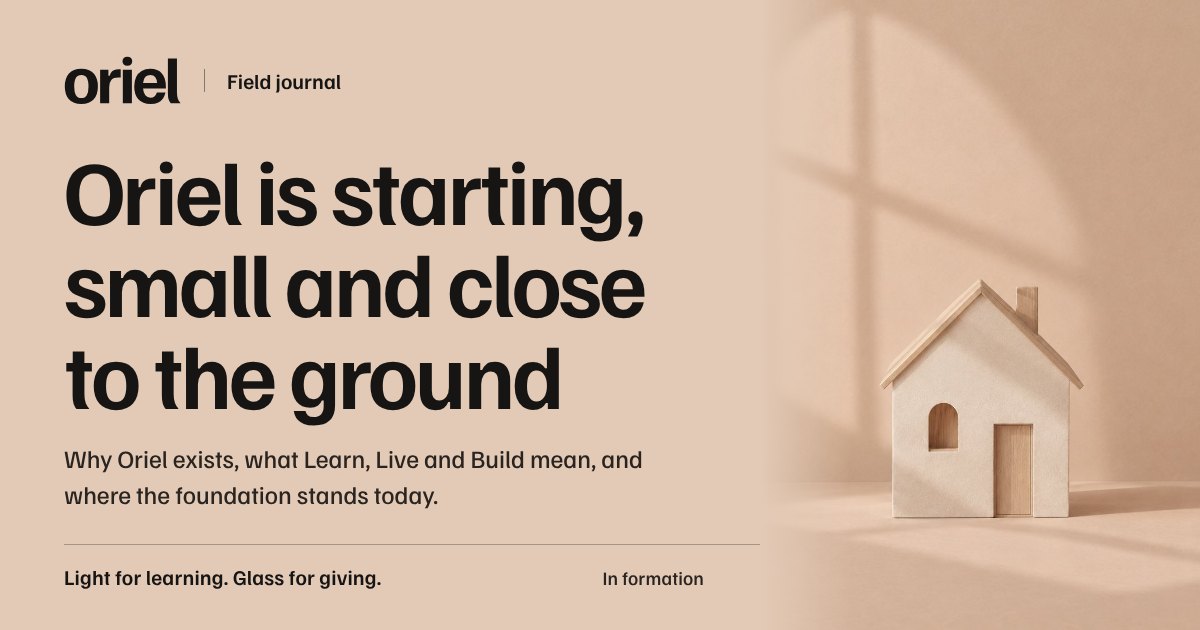 oriel
Field journal
Oriel is starting,
small and close
to the ground
Why Oriel exists, what Learn, Live and Build mean, and
where the foundation stands today.
Light for learning. Glass for giving.
In formation